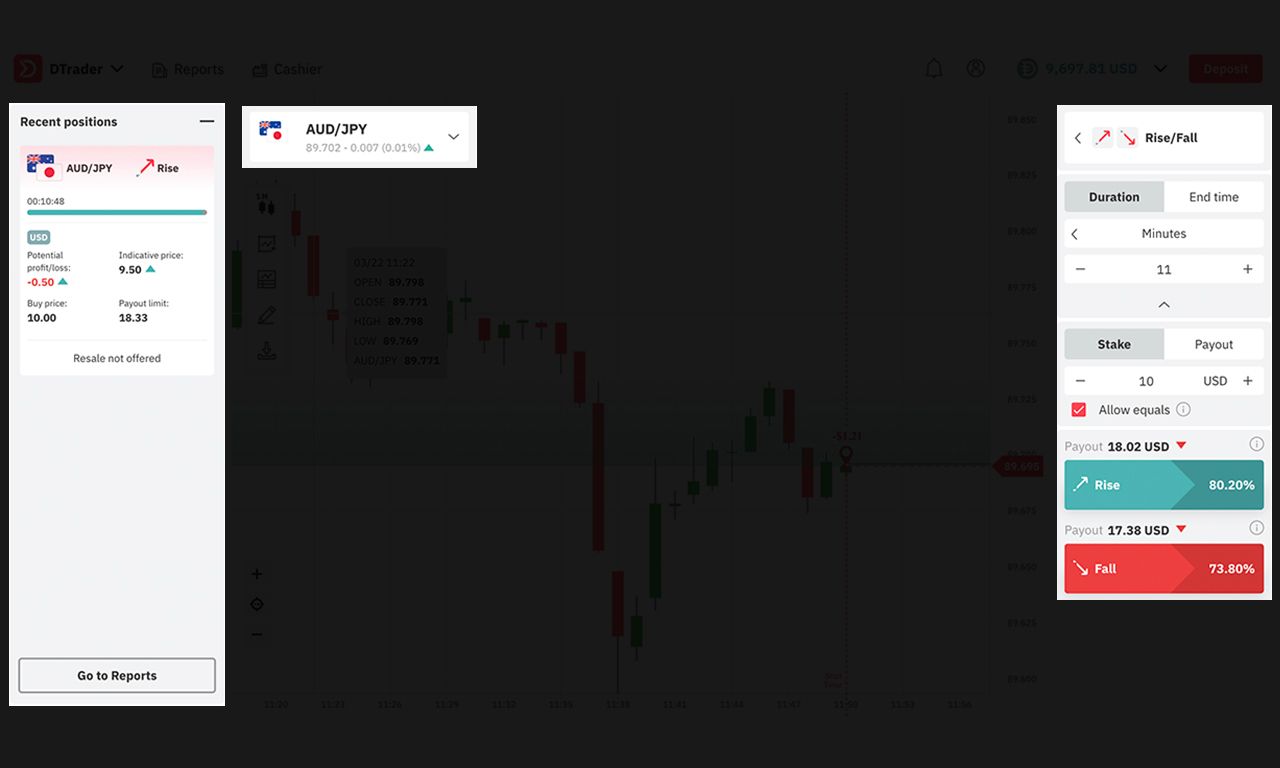 DTrader
Reports
Cashier
9,697.81 USD
Deposit
Recent positions
AUD/JPY
Rise
00:10:48
USD
Potential
profit/loss:
-0.50
Indicative price:
9.50
Buy price:
10.00
Payout limit:
18.33
Resale not offered
Go to Reports
AUD/JPY
89.702 - 0.007 (0.01%)
03/22 11:22
OPEN 89.798
CLOSE 89.771
HIGH 89.798
LOW 89.769
AUD/JPY 89.771
-$1.21
Start
Time
89.850
89.825
89.800
89.775
89.750
89.725
89.695
89.675
89.650
89.625
89.600
11:20
11:23
11:26
11:29
11:32
11:35
11:38
11:41
11:44
11:47
11:50
11:53
11:56
Rise/Fall
Duration
End time
Minutes
11
Stake
Payout
10
USD
Allow equals
Payout 18.02 USD
Rise
80.20%
Payout 17.38 USD
Fall
73.80%